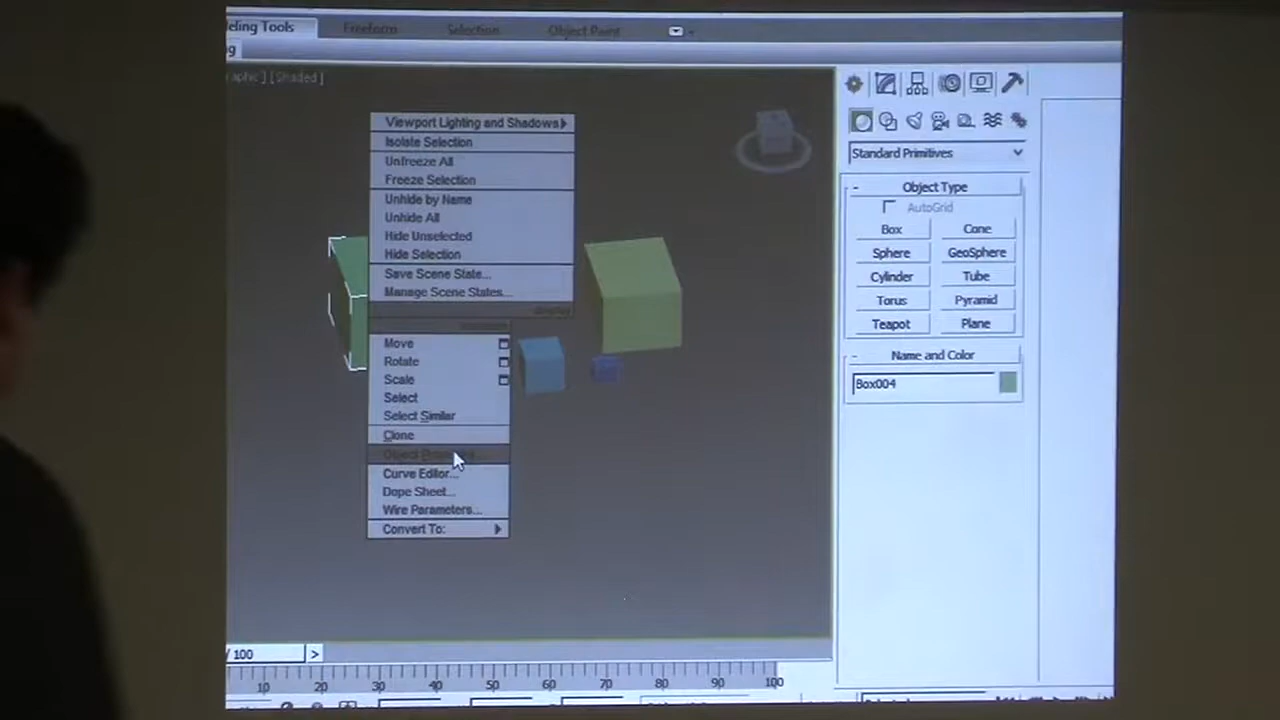 eling Tools
Freeform
Selection
Object Paint
g
raphic][Shaded]
Viewport Lighting and Shadows
Isolate Selection
Unfreeze All
Freeze Selection
Unhide by Name
Unhide All
Hide Unselected
Hide Selection
Save Scene State...
Manage Scene States...
display
Move
Rotate
Scale
Select
Select Similar
Clone
Object
Curve Editor...
Dope Sheet...
Wire Parameters...
Convert To:
Standard Primitives
- Object Type
AutoGrid
Box Cone
Sphere GeoSphere
Cylinder Tube
Torus Pyramid
Teapot Plane
- Name and Color
Box004
/ 100 >
10 20 30 40 50 60 70 80 90 100